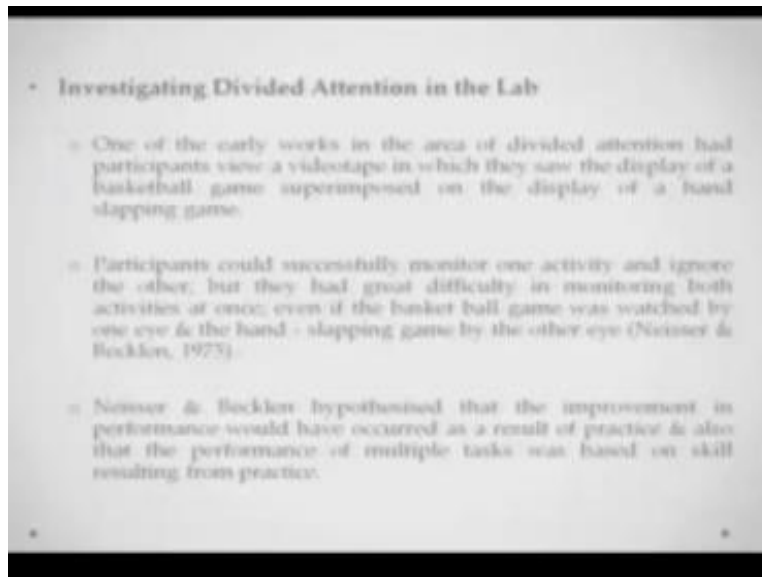 • Investigating Divided Attention in the Lab
o One of the early works in the area of divided attention had
participants view a videotape in which they saw the display of a
basketball game superimposed on the display of a hand
slapping game.
o Participants could successfully monitor one activity and ignore
the other; but they had great difficulty in monitoring both
activities at once; even if the basket ball game was watched by
one eye & the hand - slapping game by the other eye (Neisser &
Becklen, 1975).
o Neisser & Becklen hypothesised that the improvement in
performance would have occurred as a result of practice & also
that the performance of multiple tasks was based on skill
resulting from practice.